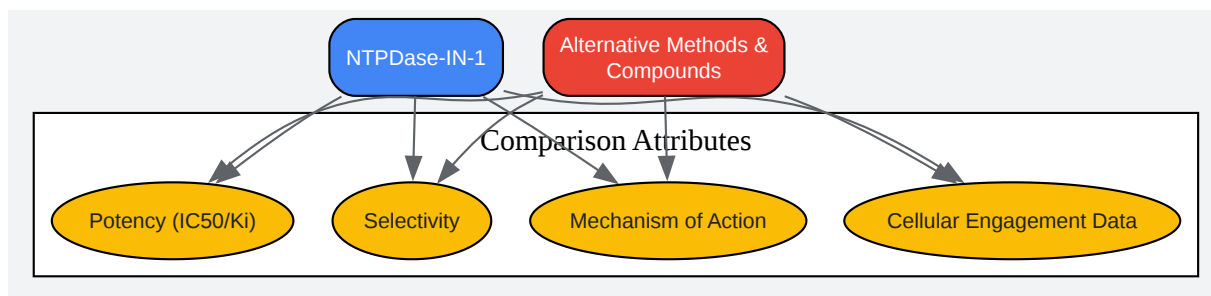 NTPDase-IN-1
Alternative Methods &
Compounds
Comparison Attributes
Potency (IC50/Ki)
Selectivity
Mechanism of Action
Cellular Engagement Data